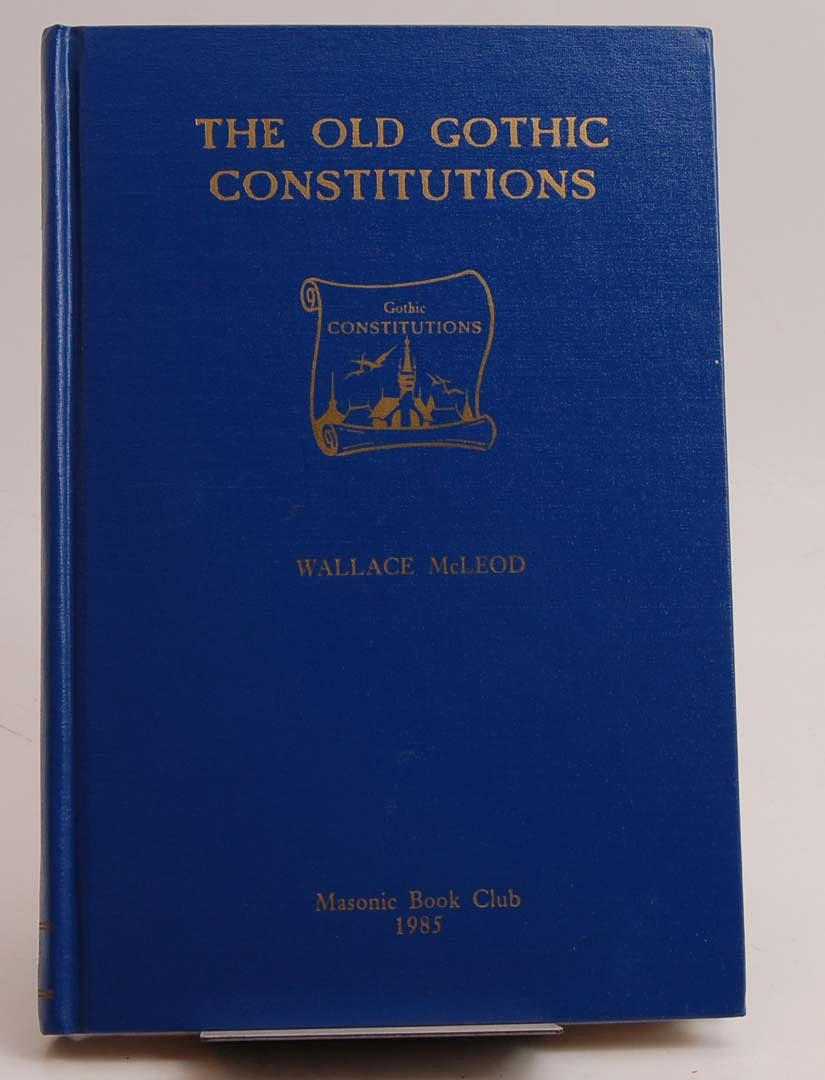 THE OLD GOTHIC
CONSTITUTIONS
Gothic
CONSTITUTIONS
WALLACE McLEOD
Masonic Book Club
1985